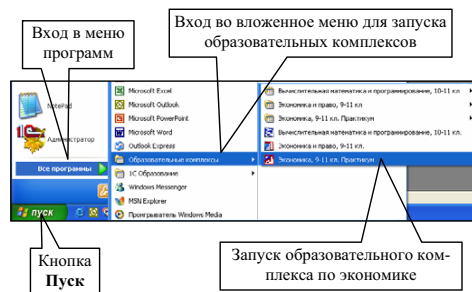 Вход в меню
программ
Вход во вложенное меню для запуска
образовательных комплексов
NotePad
Администратор
Все программы
пуск
Microsoft Excel
Microsoft Outlook
Microsoft PowerPoint
Microsoft Word
Outlook Express
Образовательные комплексы
1С Образование
Windows Messenger
MSN Explorer
Проигрыватель Windows Media
Вычислительная математика и программирование, 10-11 кл
Экономика и право, 9-11 кл
Экономика, 9-11 кл. Практикум
Вычислительная математика и программирование, 10-11 кл.
Экономика и право, 9-11 кл.
Экономика, 9-11 кл. Практикум
Кнопка
Пуск
Запуск образовательного ком-
плекса по экономике